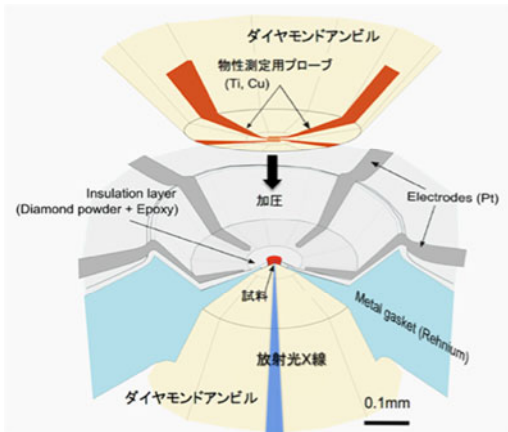 ダイヤモンドアンビル
物性測定用プローブ
(Ti, Cu)
Insulation layer
(Diamond powder + Epoxy)
加圧
Electrodes (Pt)
試料
Metal gasket (Rehnium)
放射光X線
ダイヤモンドアンビル
0.1mm